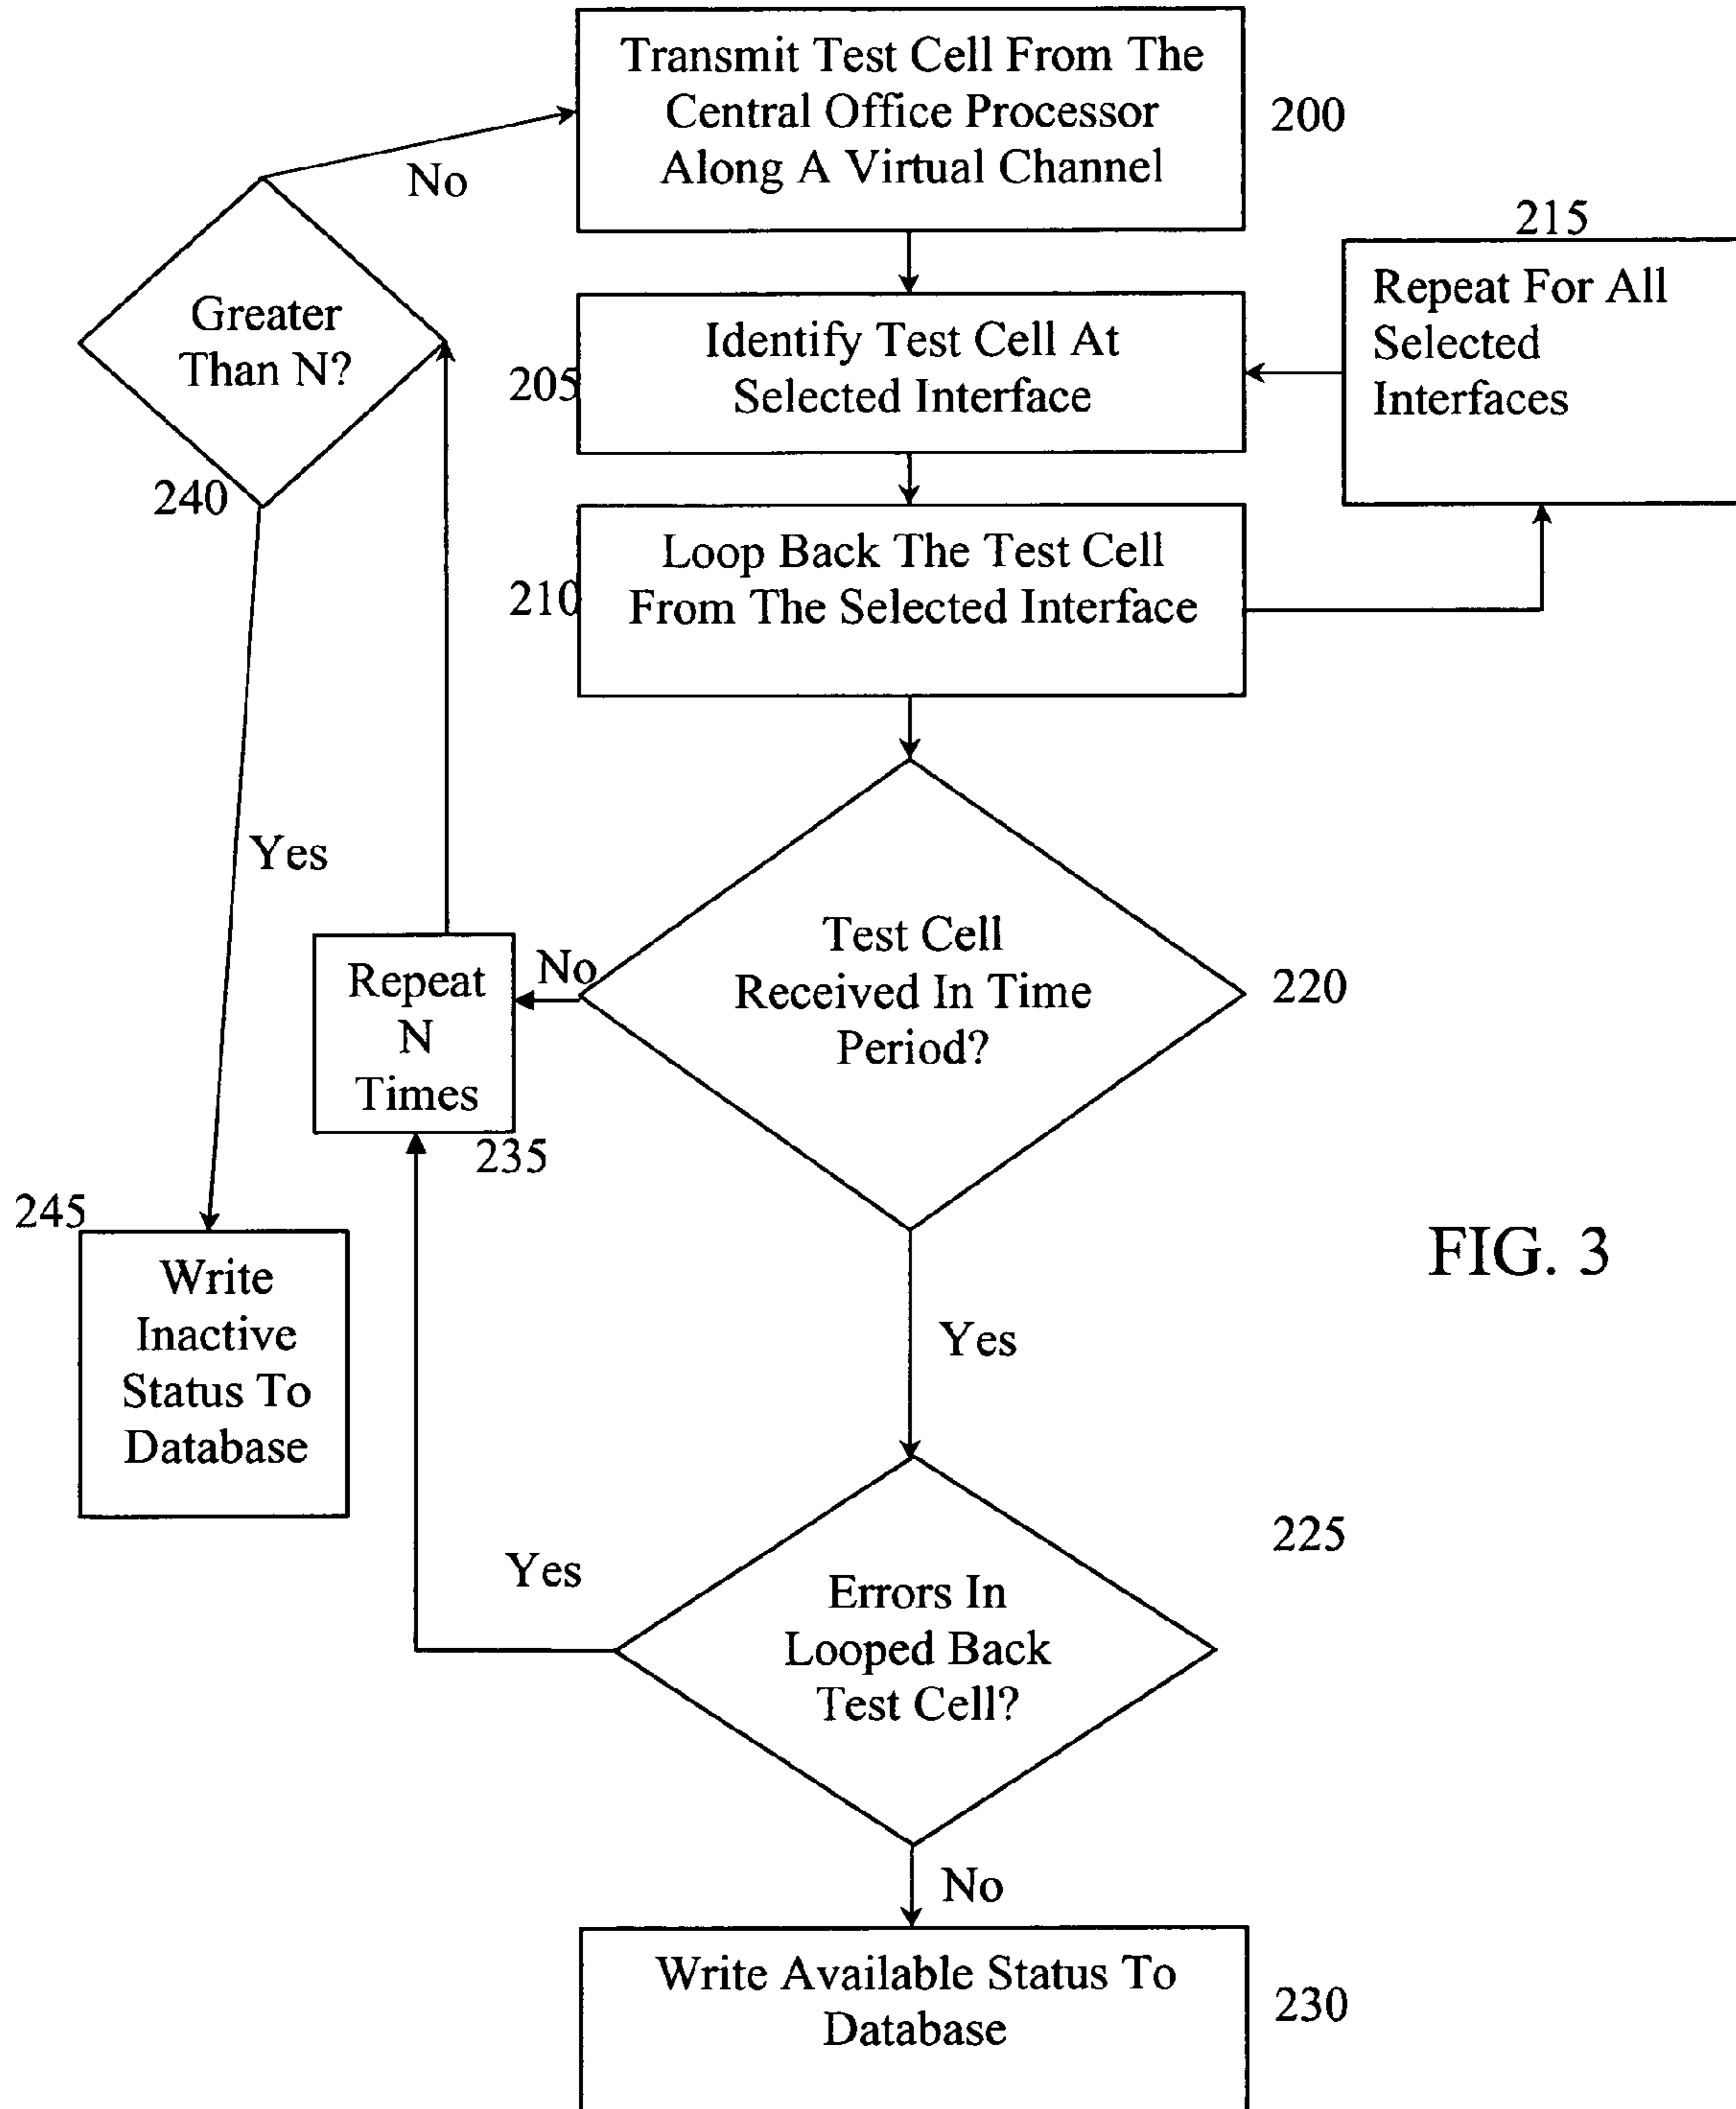 Transmit Test Cell From The
Central Office Processor
Along A Virtual Channel
200
No
215
Repeat For All
Selected
Interfaces
Greater
Than N?
240
Identify Test Cell At
Selected Interface
205
Loop Back The Test Cell
From The Selected Interface
210
Yes
Test Cell
Received In Time
Period?
220
No
Repeat
N
Times
235
245
Write
Inactive
Status To
Database
FIG. 3
Yes
225
Yes
Errors In
Looped Back
Test Cell?
No
Write Available Status To
Database
230